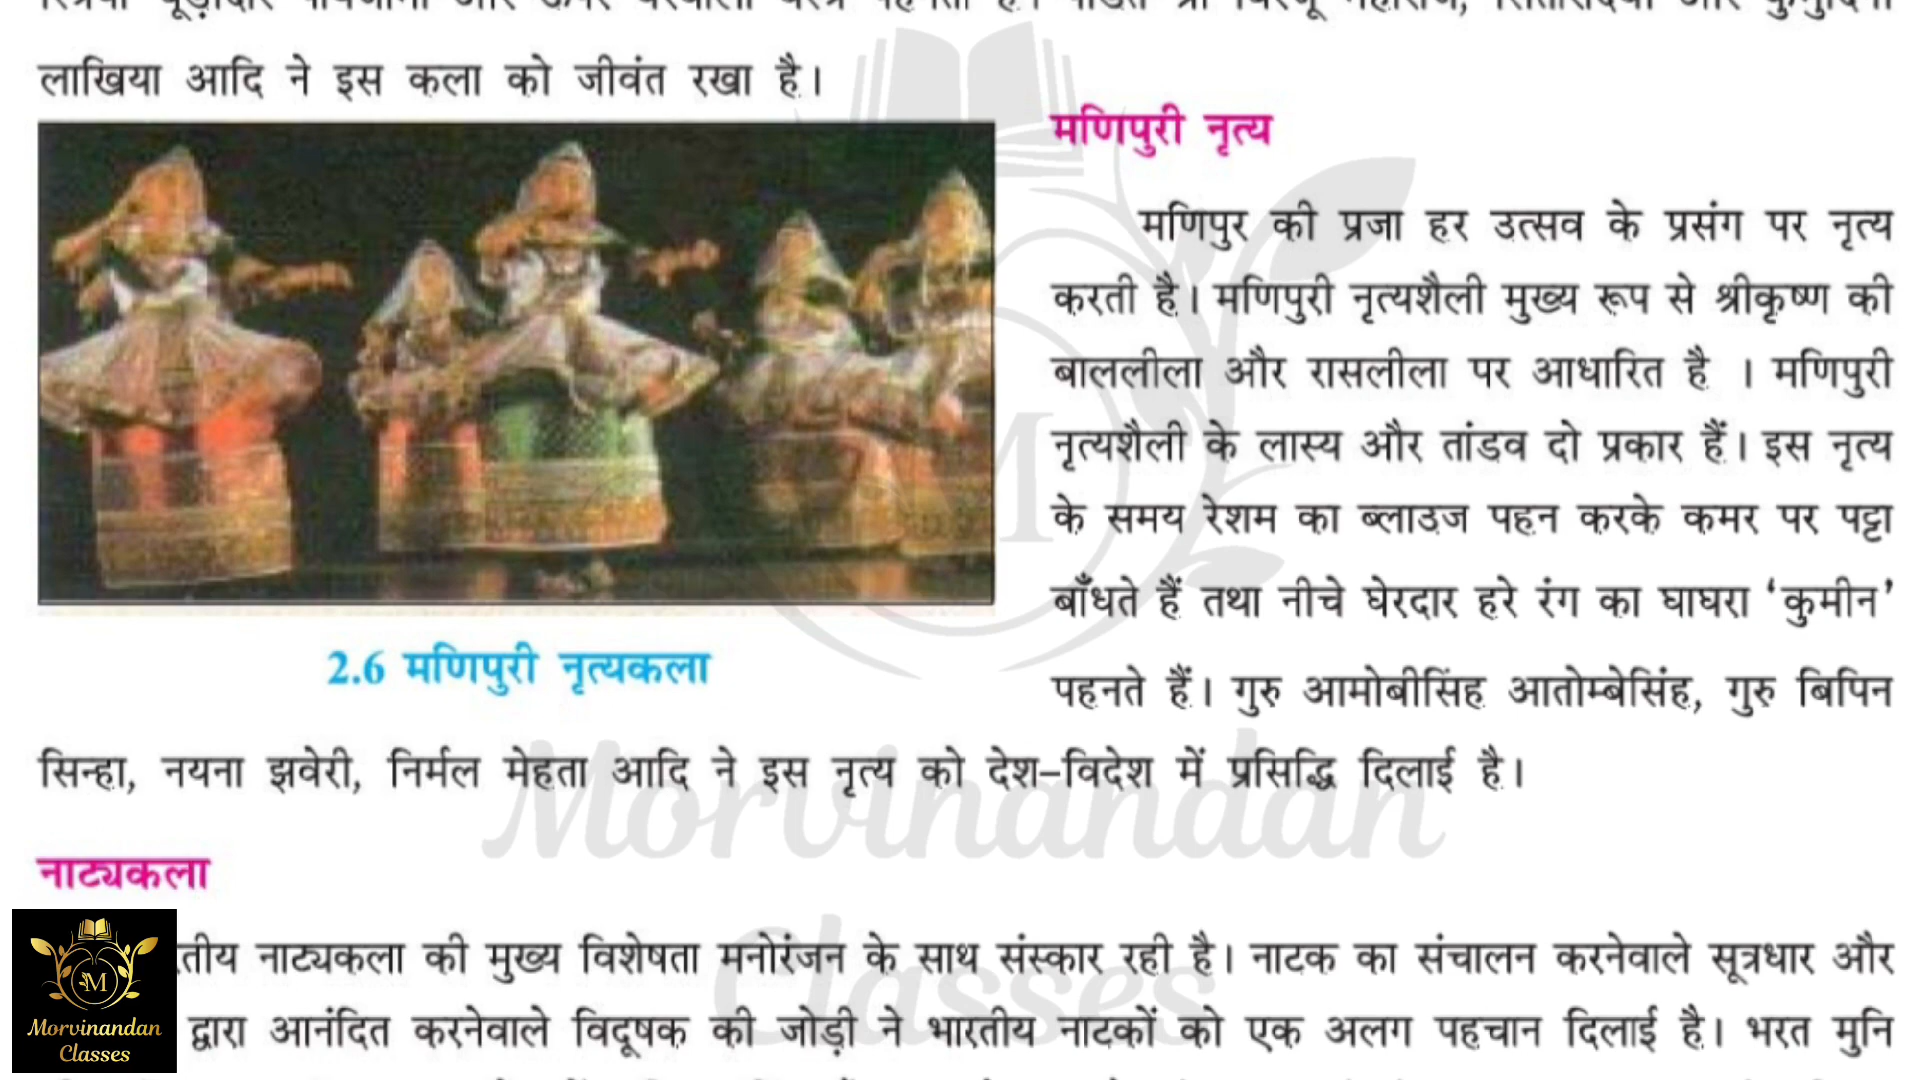 लाखिया आदि ने इस कला को जीवंत रखा है।
मणिपुरी नृत्य
मणिपुर की प्रजा हर उत्सव के प्रसंग पर नृत्य
करती है। मणिपुरी नृत्यशैली मुख्य रूप से श्रीकृष्ण की
बाललीला और रासलीला पर आधारित है । मणिपुरी
नृत्यशैली के लास्य और तांडव दो प्रकार हैं। इस नृत्य
के समय रेशम का ब्लाउज पहन करके कमर पर पट्टा
बाँधते हैं तथा नीचे घेरदार हरे रंग का घाघरा ‘कुमीन’
2.6 मणिपुरी नृत्यकला
पहनते हैं। गुरु आमोबीसिंह आतोम्बेसिंह, गुरु बिपिन
सिन्हा, नयना झवेरी, निर्मल मेहता आदि ने इस नृत्य को देश-विदेश में प्रसिद्धि दिलाई है।
नाट्यकला
तीय नाट्यकला की मुख्य विशेषता मनोरंजन के साथ संस्कार रही है। नाटक का संचालन करनेवाले सूत्रधार और
द्वारा आनंदित करनेवाले विदूषक की जोड़ी ने भारतीय नाटकों को एक अलग पहचान दिलाई है। भरत मुनि
M
Morvinandan
Classes
M
Morvinandan
Classes